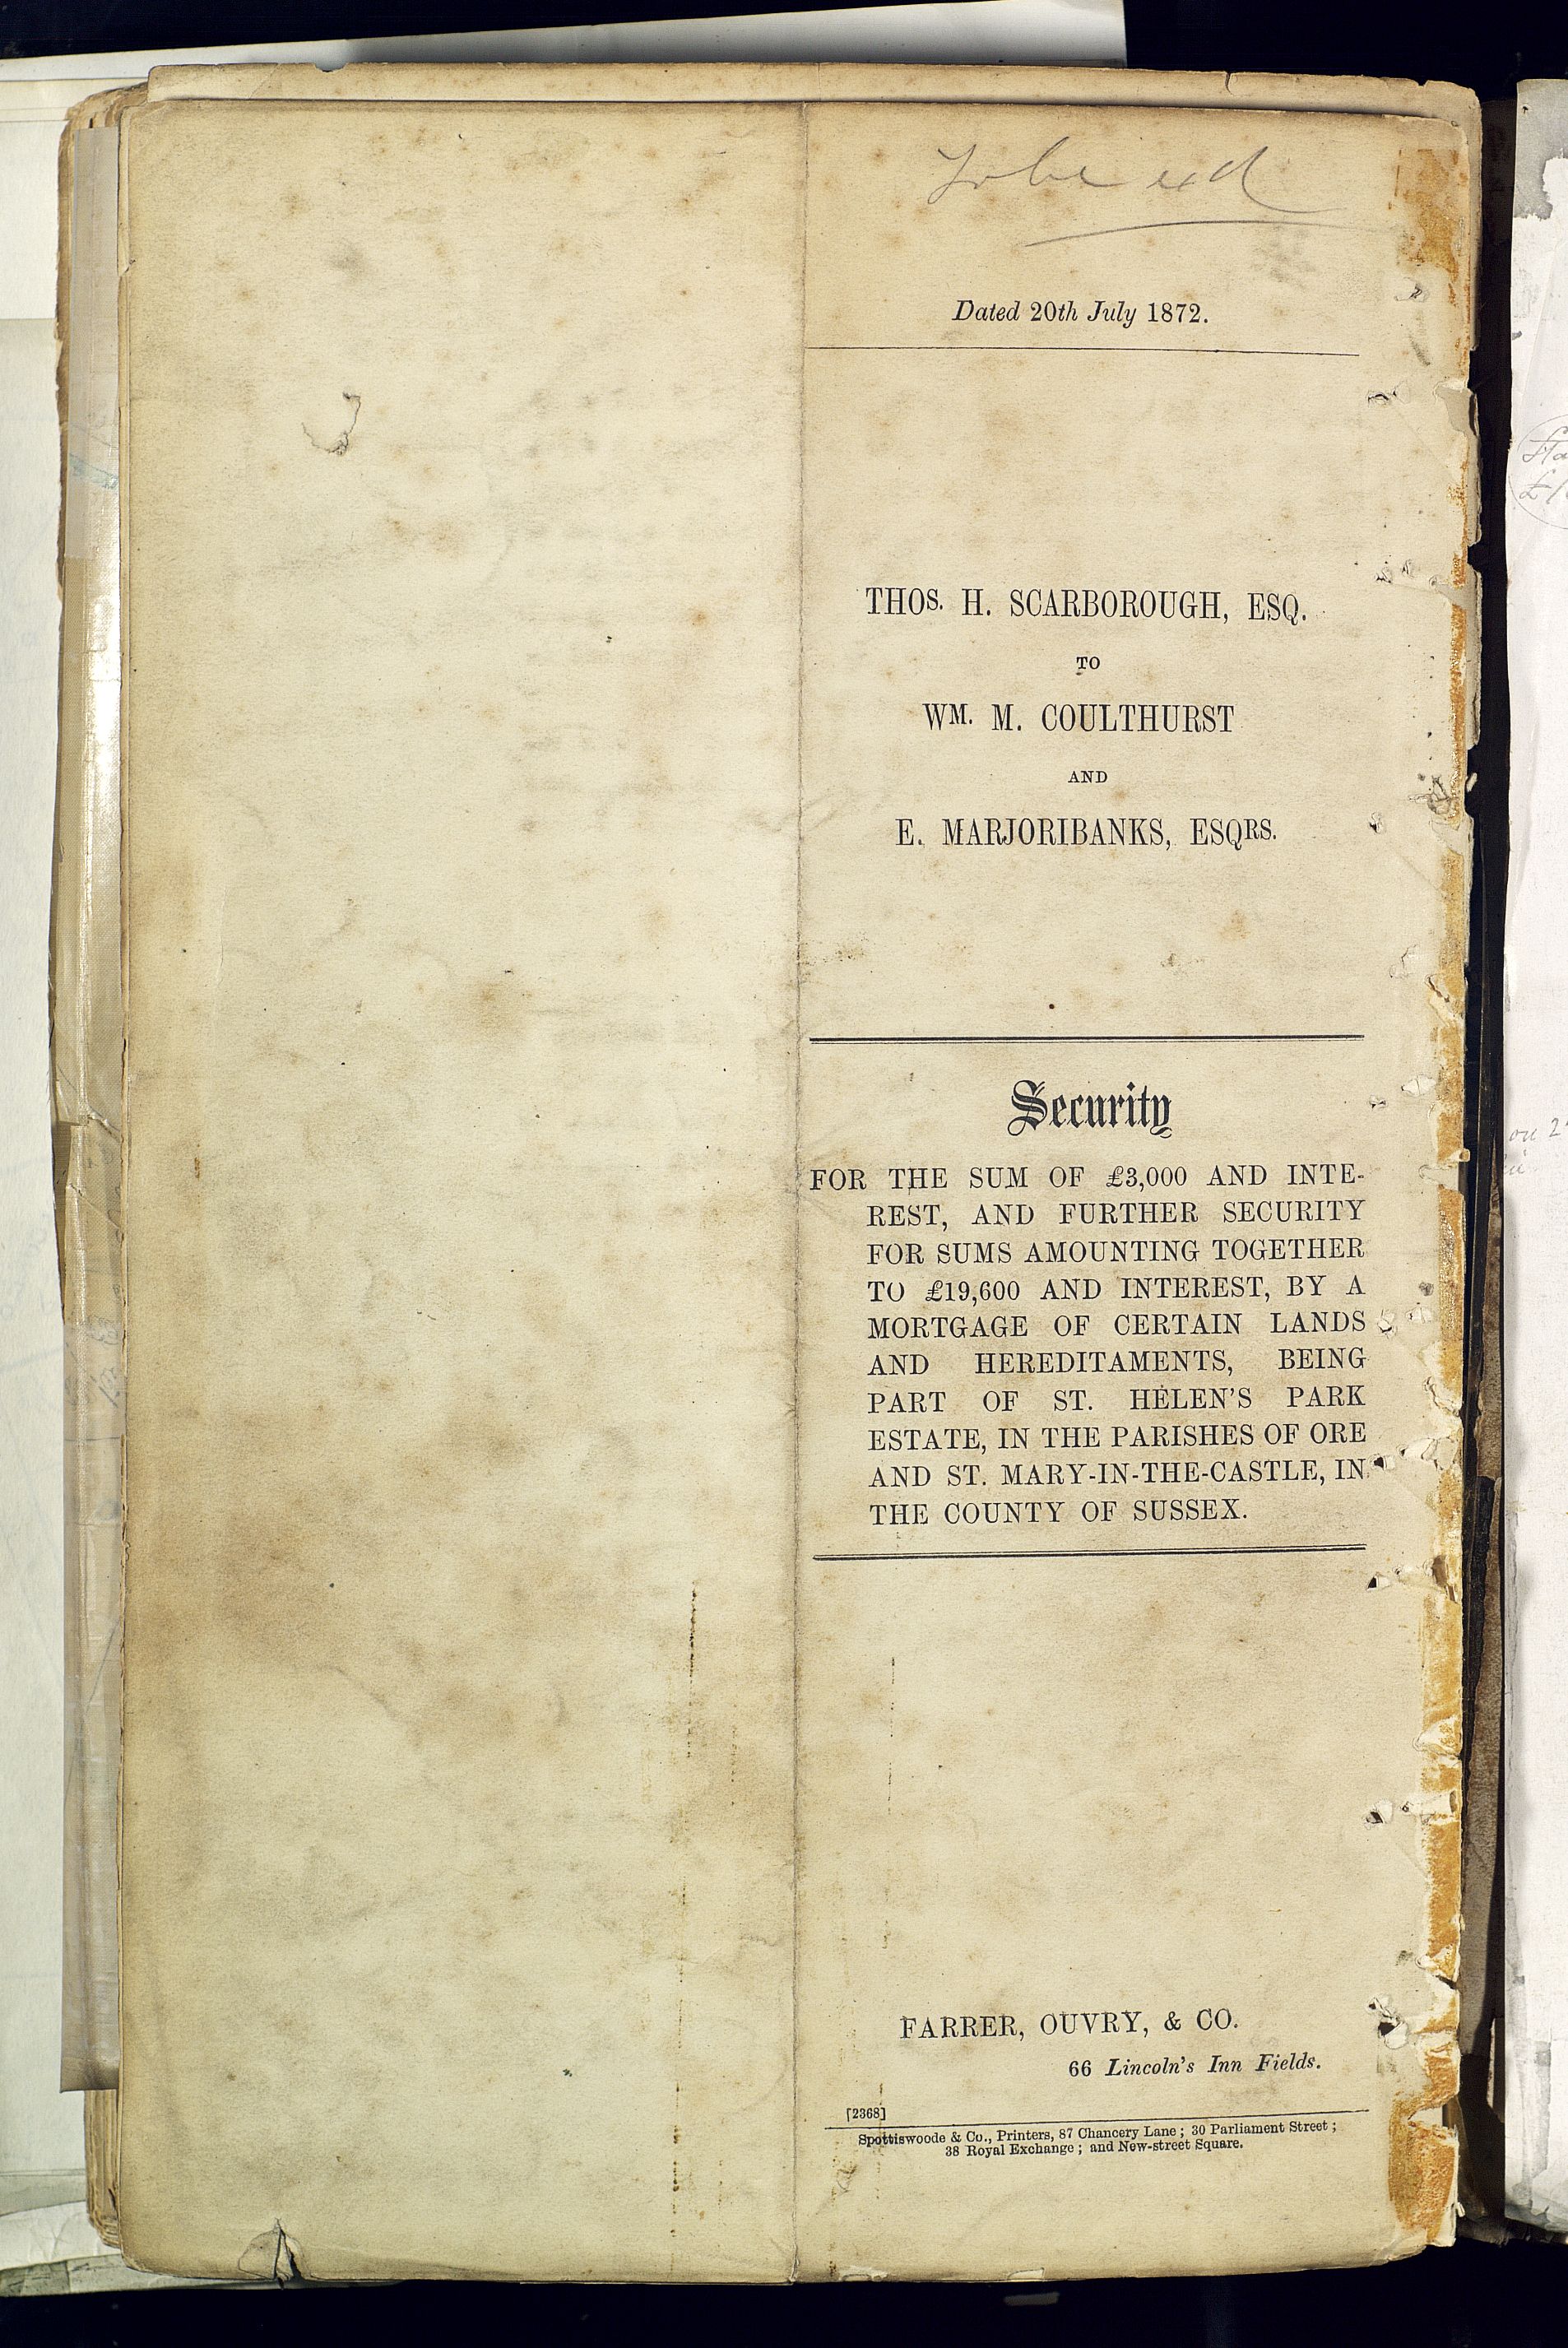 To be exd
Dated 20th July 1872.
THOS. H. SCARBOROUGH, ESQ.
TO
WM. M. COULTHURST
AND
E. MARJORIBANKS, ESQRS.
Security
FOR THE SUM OF £3,000 AND INTE-
REST, AND FURTHER SECURITY
FOR SUMS AMOUNTING TOGETHER
TO £19,600 AND INTEREST, BY A
MORTGAGE OF CERTAIN LANDS
AND HEREDITAMENTS, BEING
PART OF ST. HELEN'S PARK
ESTATE, IN THE PARISHES OF ORE
AND ST. MARY-IN-THE-CASTLE, IN
THE COUNTY OF SUSSEX.
FARRER, OUVRY, & CO.
66 Lincoln's Inn Fields.
[2368]
Spottiswoode & Co., Printers, 87 Chancery Lane; 30 Parliament Street;
38 Royal Exchange; and New-street Square.